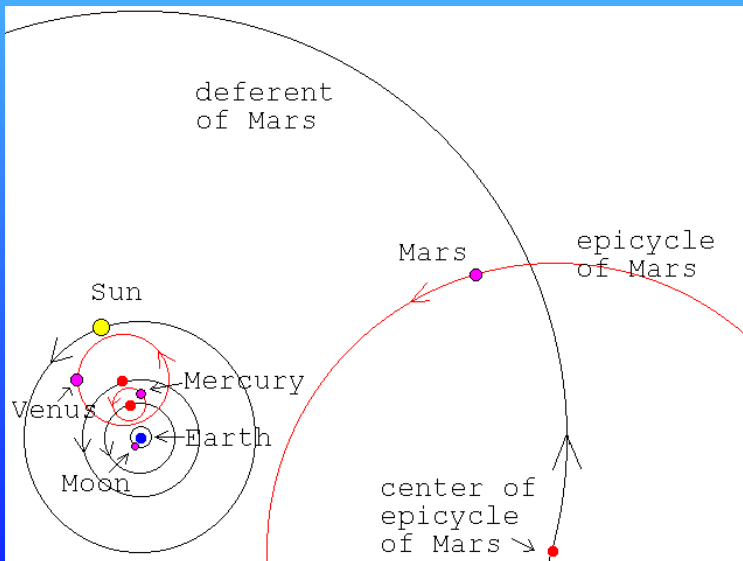 deferent
of Mars
Mars
epicycle
of Mars
Sun
Mercury
Venus
Earth
Moon
center of
epicycle
of Mars